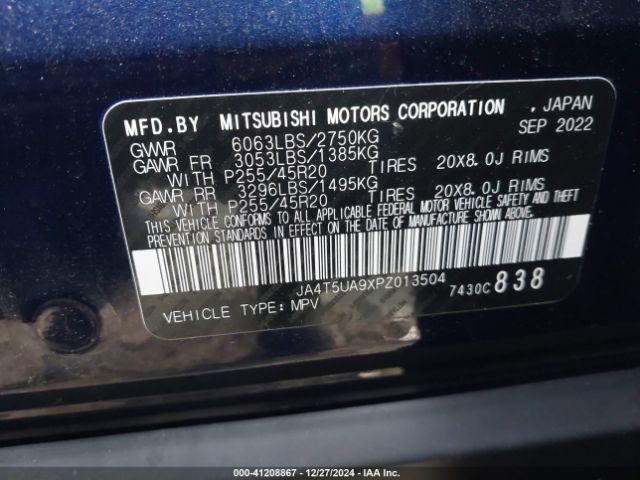 MFD.BY MITSUBISHI MOTORS CORPORATION , JAPAN
SEP 2022
GVWR 6063LBS/2750KG
GAWR FR 3053LBS/1385KG
WITH P255/45R20 TIRES 20X8.0J RIMS
GAWR RR 3296LBS/1495KG
WITH P255/45R20 TIRES 20X8.0J RIMS
THIS VEHICLE CONFORMS TO ALL APPLICABLE FEDERAL MOTOR VEHICLE SAFETY AND THEFT
PREVENTION STANDARDS IN EFFECT ON THE DATE OF MANUFACTURE SHOWN ABOVE.
JA4T5UA9XPZ013504
7430C 838
VEHICLE TYPE: MPV
000-41208867 • 12/27/2024 • IAAI.COM